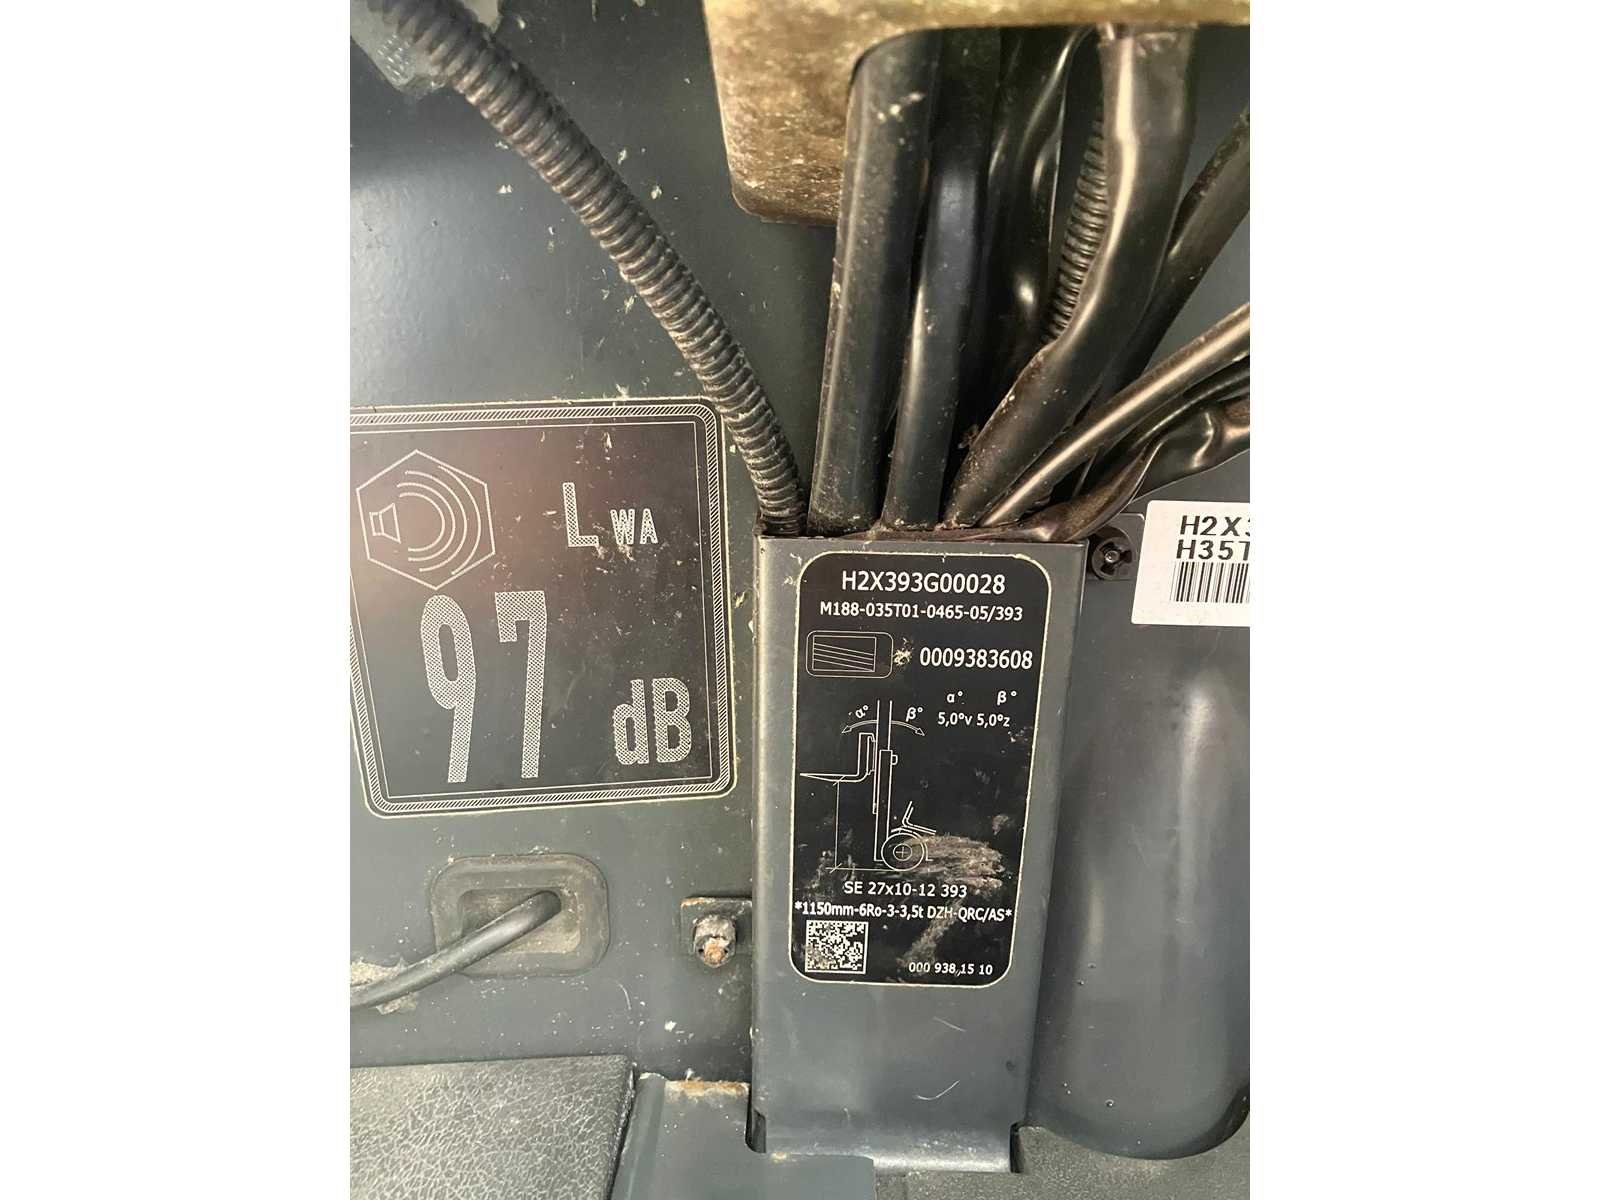 L WA
97
dB
H2X393G00028
M188-035T01-0465-05/393
0009383608
α° β°
α° β° 5,0°v 5,0°z
SE 27x10-12 393
*1150mm-6Ro-3-3,5t DZH-QRC/AS*
000 938 15 10
H2X3
H35T